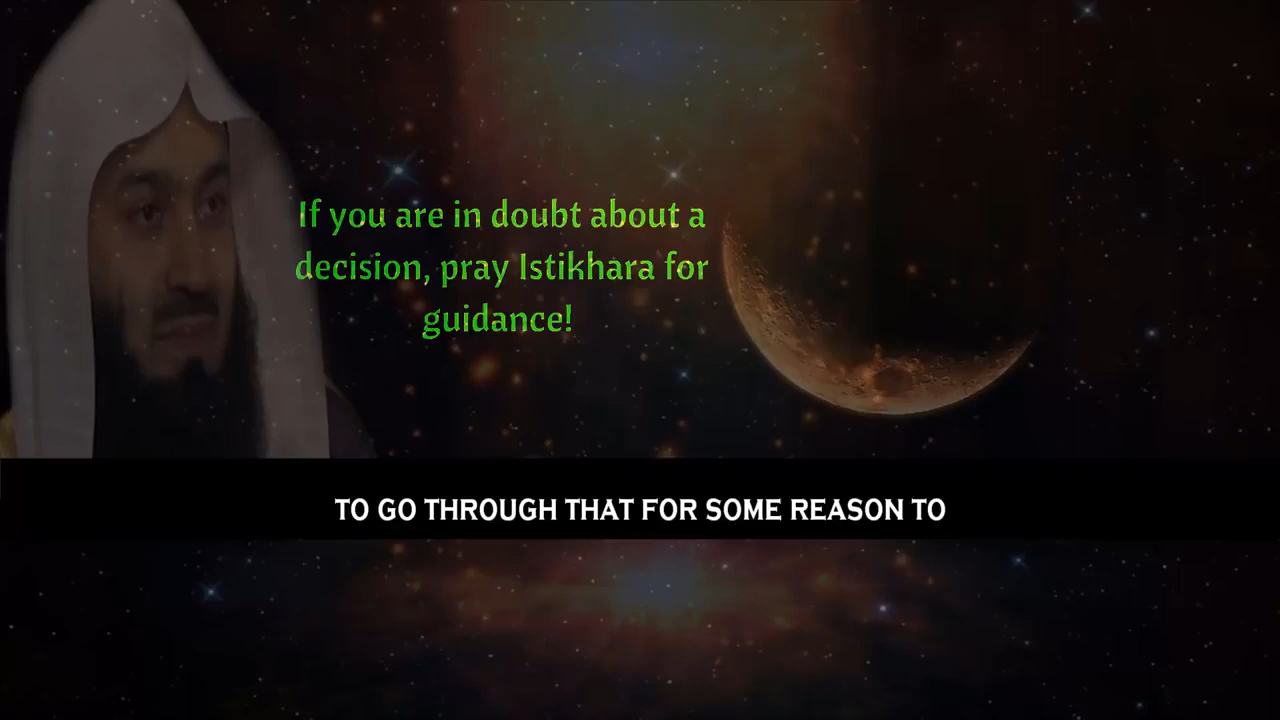 If you are in doubt about a
decision, pray Istikhara for
guidance!
TO GO THROUGH THAT FOR SOME REASON TO